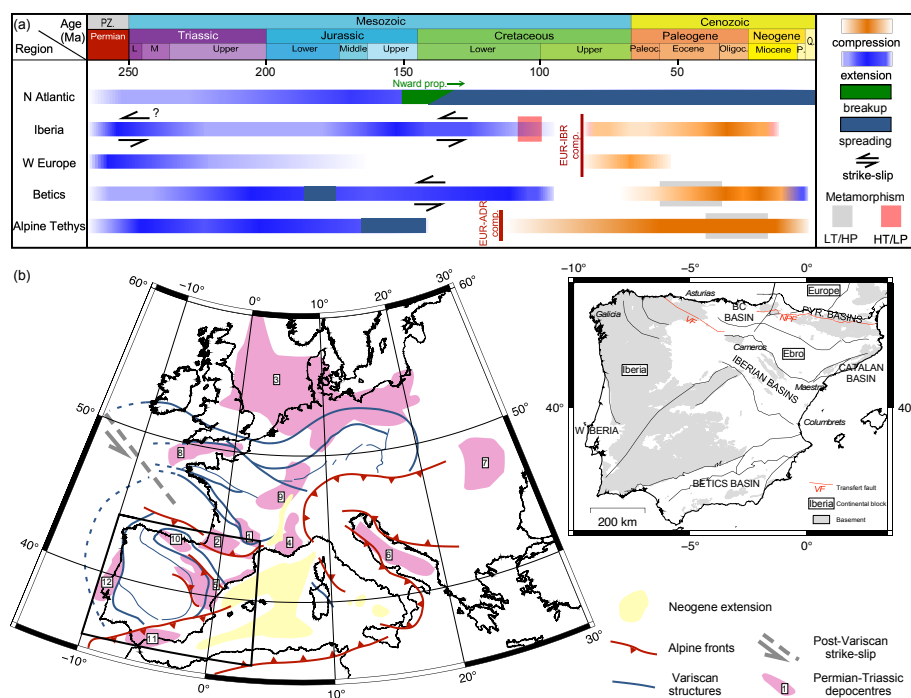 (a)
PZ.
Mesozoic
Cenozoic
Age
(Ma)
Region
Permian
Triassic
Jurassic
Cretaceous
Paleogene
Neogene
Q.
L
M
Upper
Lower
Middle
Upper
Lower
Upper
Paleoc.
Eocene
Oligoc.
Miocene
P.
250
200
150
100
50
Nward prop.
N Atlantic
?
Iberia
W Europe
Betics
Alpine Tethys
EUR-IBR
comp.
EUR-ADR
comp.
compression
extension
breakup
spreading
strike-slip
Metamorphism
LT/HP
HT/LP
(b)
60°
-10°
0°
10°
20°
30°
60°
50°
40°
50°
40°
30°
-10°
0°
10°
20°
3
8
7
9
10
2
1
4
6
12
5
11
-10°
-5°
0°
40°
40°
-5°
0°
Asturias
Galicia
VF
BC
BASIN
Europe
PYR. BASINS
NPF
Cameros
Ebro
Iberia
IBERIAN BASINS
CATALAN
BASIN
Maestrat
Columbrets
W IBERIA
BETICS BASIN
200 km
VF
Transfert fault
Iberia
Continental block
Basement
Neogene extension
Alpine fronts
Variscan
structures
Post-Variscan
strike-slip
1
Permian-Triassic
depocentres